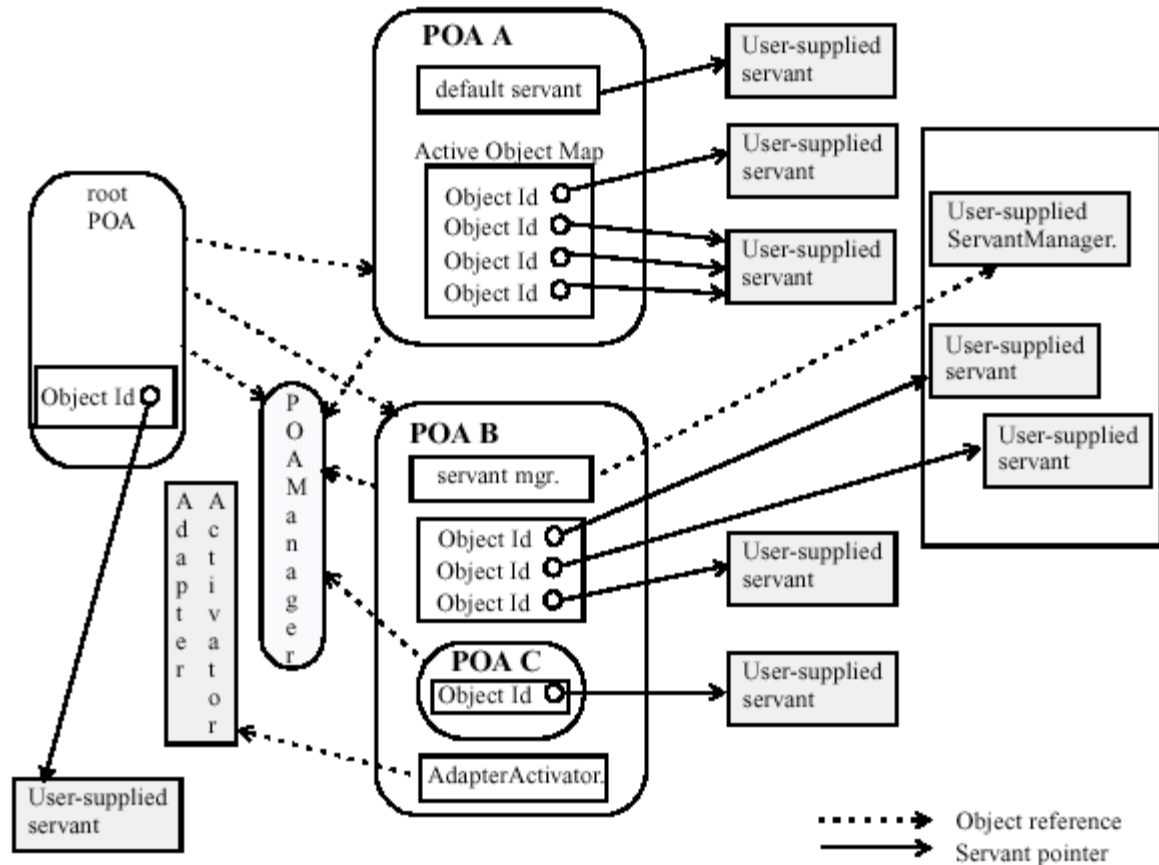 POA A
default servant
Active Object Map
Object Id
Object Id
Object Id
Object Id
User-supplied
servant
User-supplied
servant
User-supplied
servant
User-supplied
ServantManager.
User-supplied
servant
User-supplied
servant
root
POA
Object Id
POAManager
Adapter
Activator
POA B
servant mgr.
Object Id
Object Id
Object Id
POA C
Object Id
AdapterActivator.
User-supplied
servant
User-supplied
servant
User-supplied
servant
Object reference
Servant pointer